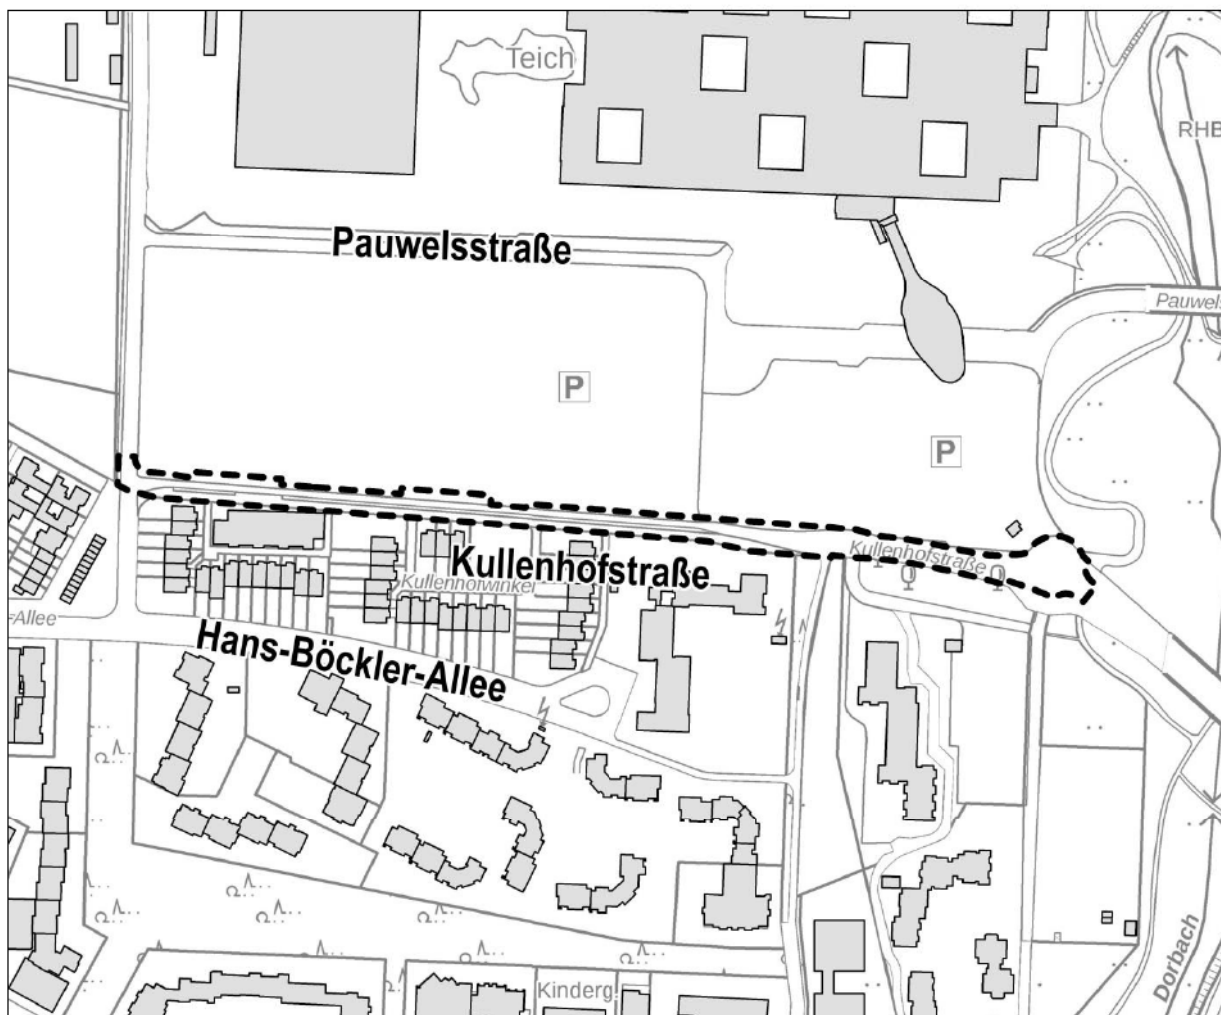 Teich
RHB
Pauwelsstraße
Pauwels
P
P
Kullenhofstraße
Kullenhofstraße
Kullenhofwinkel
-Allee
Hans-Böckler-Allee
Dorbach
Kinderg.